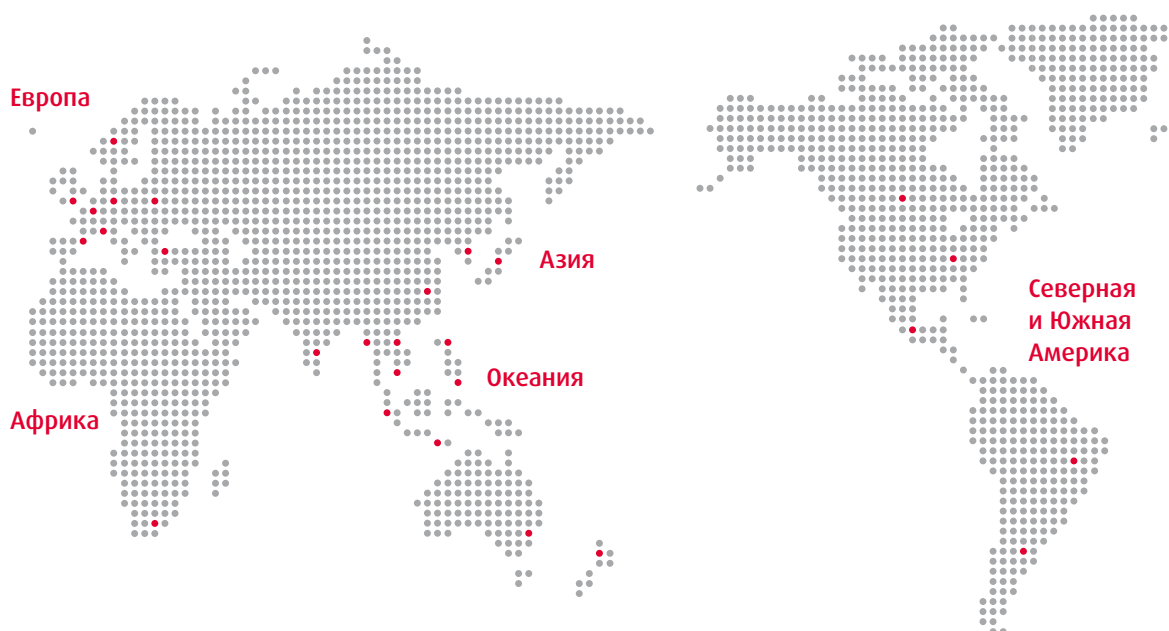 Европа
Азия
Северная
и Южная
Америка
Океания
Африка